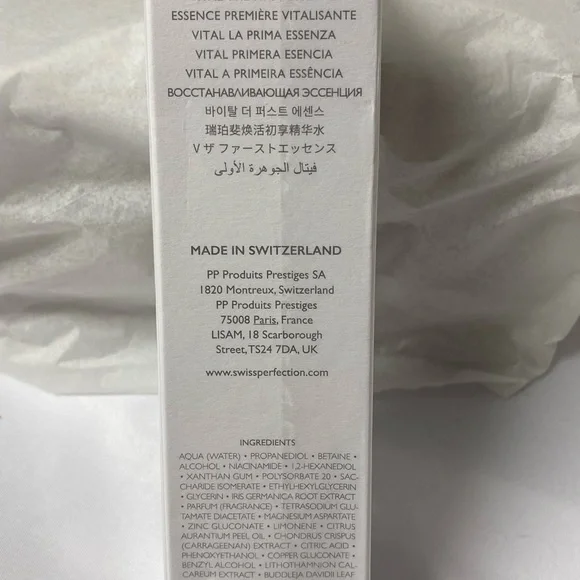 ESSENCE PREMIÈRE VITALISANTE
VITAL LA PRIMA ESSENZA
VITAL PRIMERA ESENCIA
VITAL A PRIMEIRA ESSÊNCIA
ВОССТАНАВЛИВАЮЩАЯ ЭССЕНЦИЯ
바이탈 더 퍼스트 에센스
瑞珀斐焕活初享精华水
V ザ ファーストエッセンス
فيتال الجوهرة الأولى
MADE IN SWITZERLAND
PP Produits Prestiges SA
1820 Montreux, Switzerland
PP Produits Prestiges
75008 Paris, France
LISAM, 18 Scarborough
Street, TS24 7DA, UK
www.swissperfection.com
INGREDIENTS
AQUA (WATER) • PROPANEDIOL • BETAINE •
ALCOHOL • NIACINAMIDE • 1,2-HEXANEDIOL
• XANTHAN GUM • POLYSORBATE 20 • SAC-
CHARIDE ISOMERATE • ETHYLHEXYLGLYCERIN
• GLYCERIN • IRIS GERMANICA ROOT EXTRACT
• PARFUM (FRAGRANCE) • TETRASODIUM GLU-
TAMATE DIACETATE • MAGNESIUM ASPARTATE
• ZINC GLUCONATE • LIMONENE • CITRUS
AURANTIUM PEEL OIL • CHONDRUS CRISPUS
(CARRAGEENAN) EXTRACT • CITRIC ACID •
PHENOXYETHANOL • COPPER GLUCONATE •
BENZYL ALCOHOL • LITHOTHAMNION CAL-
CAREUM EXTRACT • BUDDLEJA DAVIDII LEAF